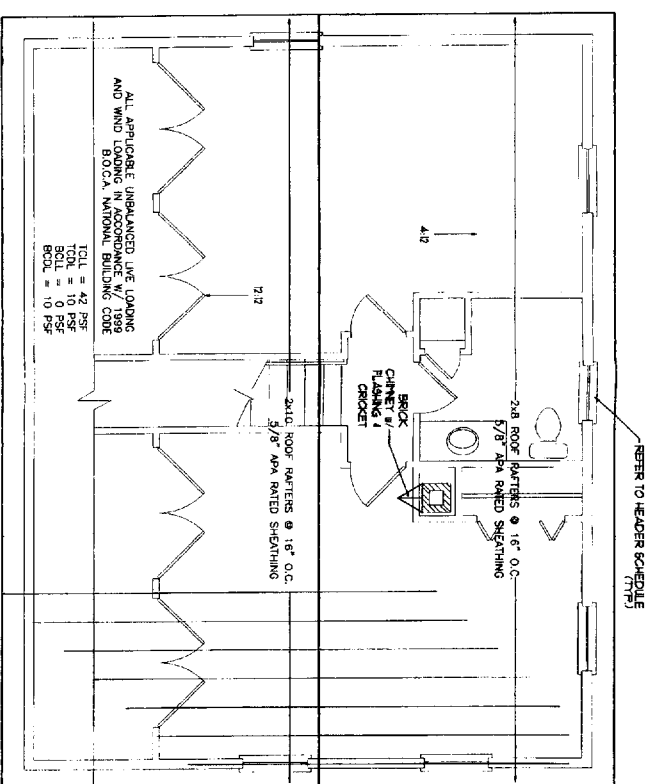 REFER TO HEADER SCHEDULE
(TYP.)
2x8 ROOF RAFTERS @ 16" O.C.
5/8" APA RATED SHEATHING
4:12
BRICK
CHIMNEY W/
FLASHING &
CRICKET
2x10 ROOF RAFTERS @ 16" O.C.
5/8" APA RATED SHEATHING
12:12
ALL APPLICABLE UNBALANCED LIVE LOADING
AND WIND LOADING IN ACCORDANCE W/ 1999
B.O.C.A. NATIONAL BUILDING CODE
TCLL = 42 PSF
TCDL = 10 PSF
BCLL = 0 PSF
BCDL = 10 PSF